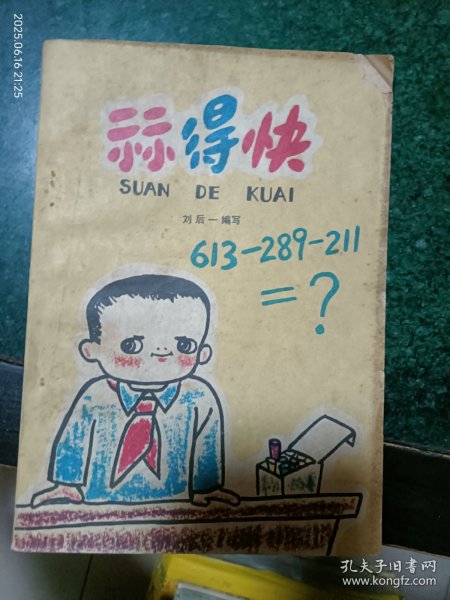 2025.06.16 21:25
祘得快
SUAN DE KUAI
刘后一编写
613-289-211
=?
孔夫子旧书网
www.kongfz.com